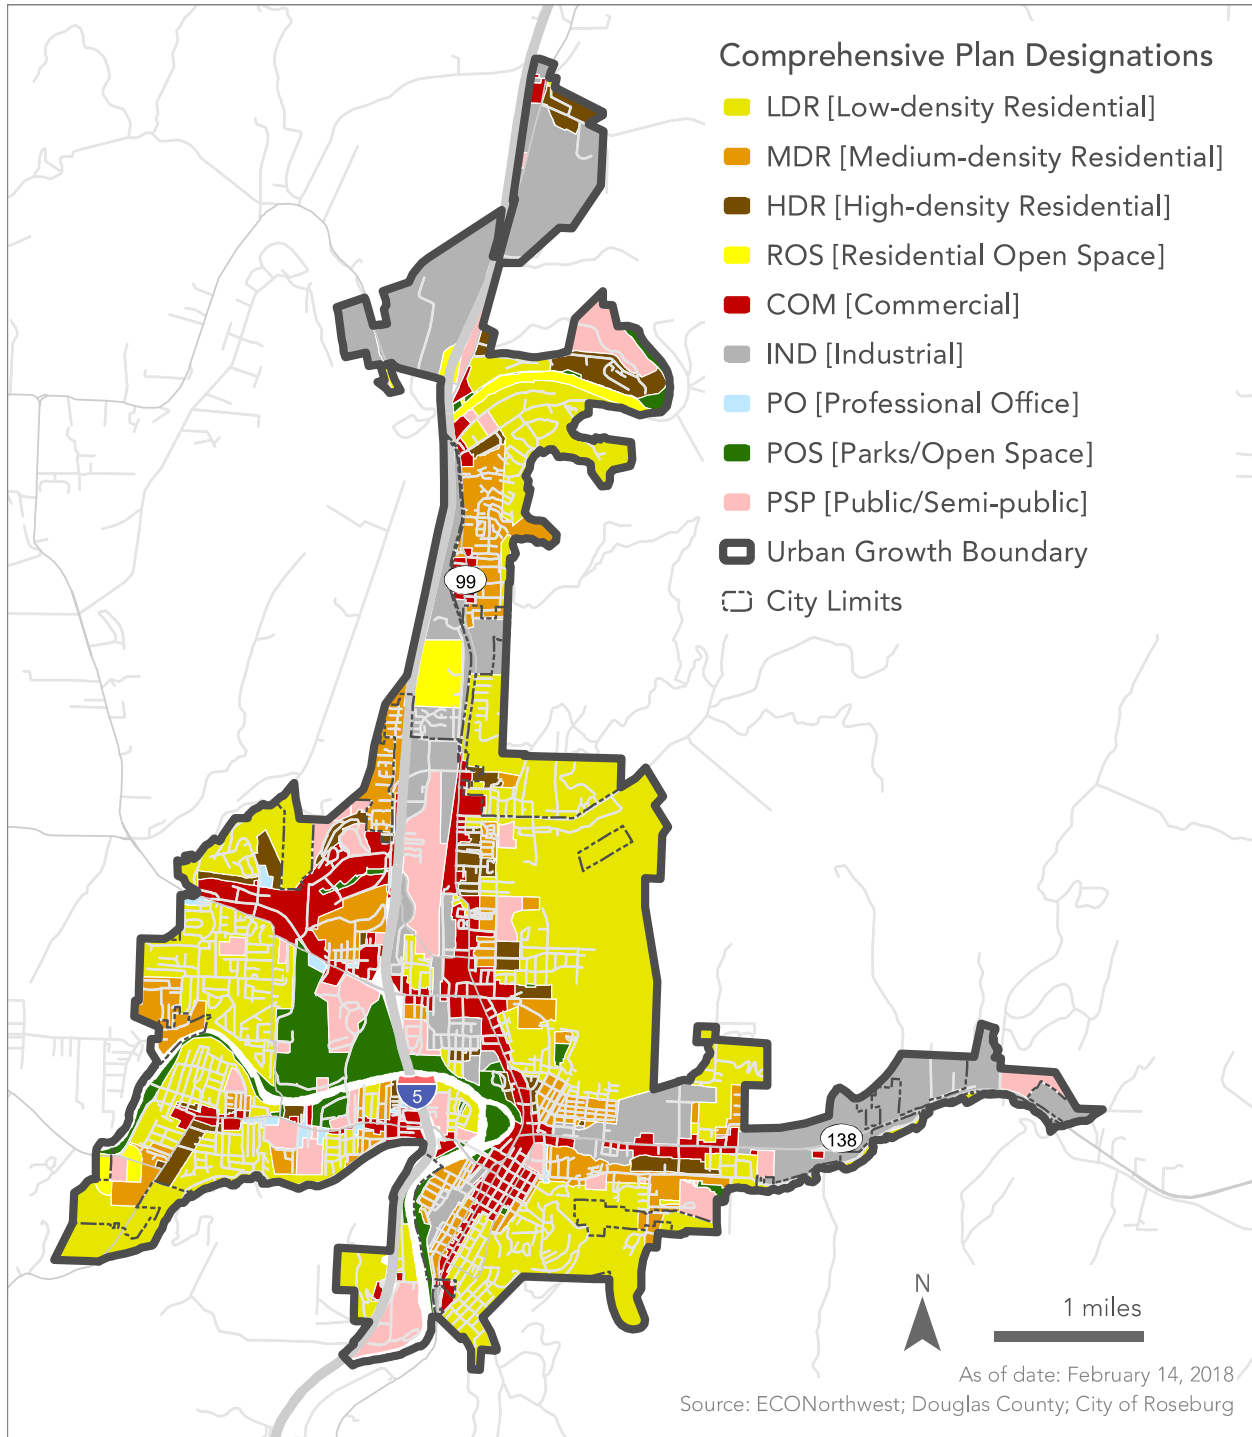 Comprehensive Plan Designations
LDR [Low-density Residential]
MDR [Medium-density Residential]
HDR [High-density Residential]
ROS [Residential Open Space]
COM [Commercial]
IND [Industrial]
PO [Professional Office]
POS [Parks/Open Space]
PSP [Public/Semi-public]
Urban Growth Boundary
City Limits
99
5
138
N
1 miles
As of date: February 14, 2018
Source: ECONorthwest; Douglas County; City of Roseburg